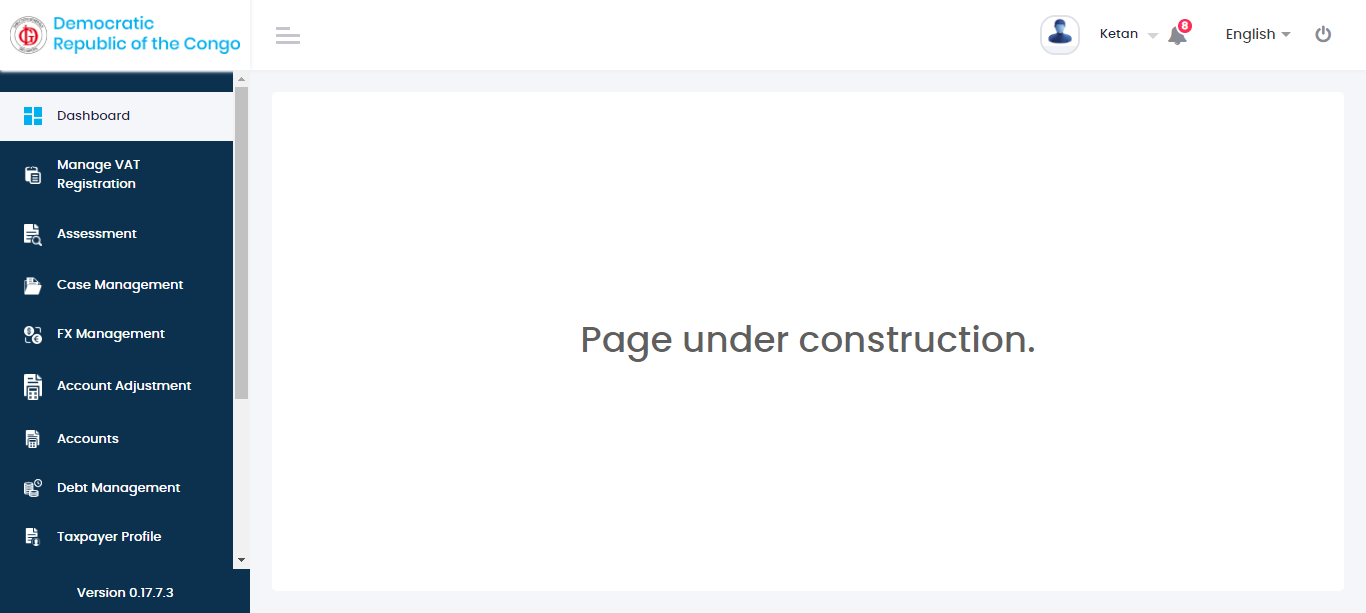 Democratic
Republic of the Congo
Ketan
8
English
Dashboard
Manage VAT
Registration
Assessment
Case Management
FX Management
Account Adjustment
Accounts
Debt Management
Taxpayer Profile
Version 0.17.7.3
Page under construction.